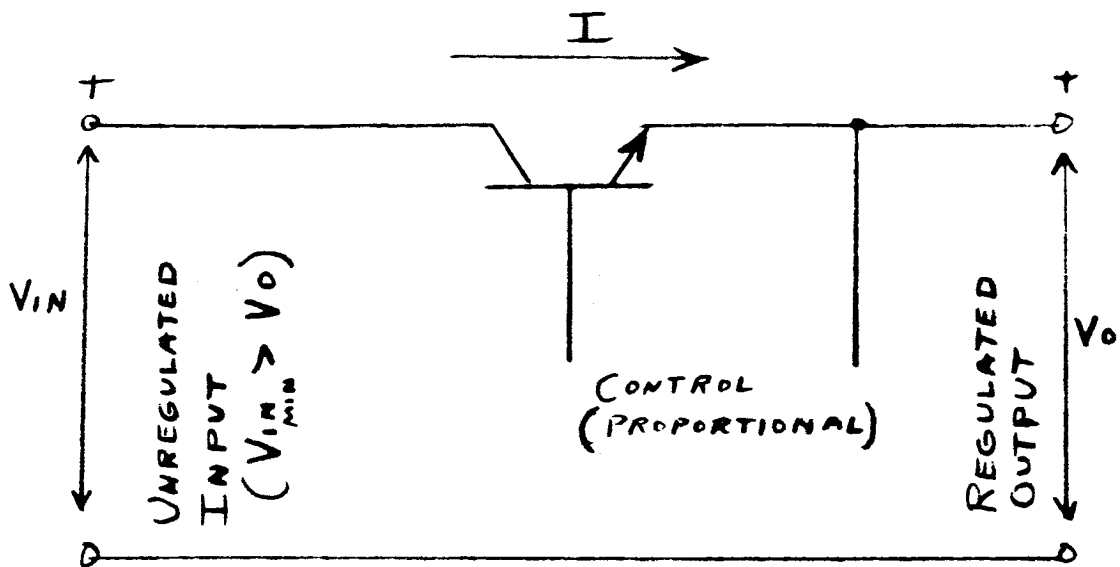 I
+
+
VIN
UNREGULATED
INPUT
(VIN MIN > VO)
CONTROL
(PROPORTIONAL)
REGULATED
OUTPUT
VO